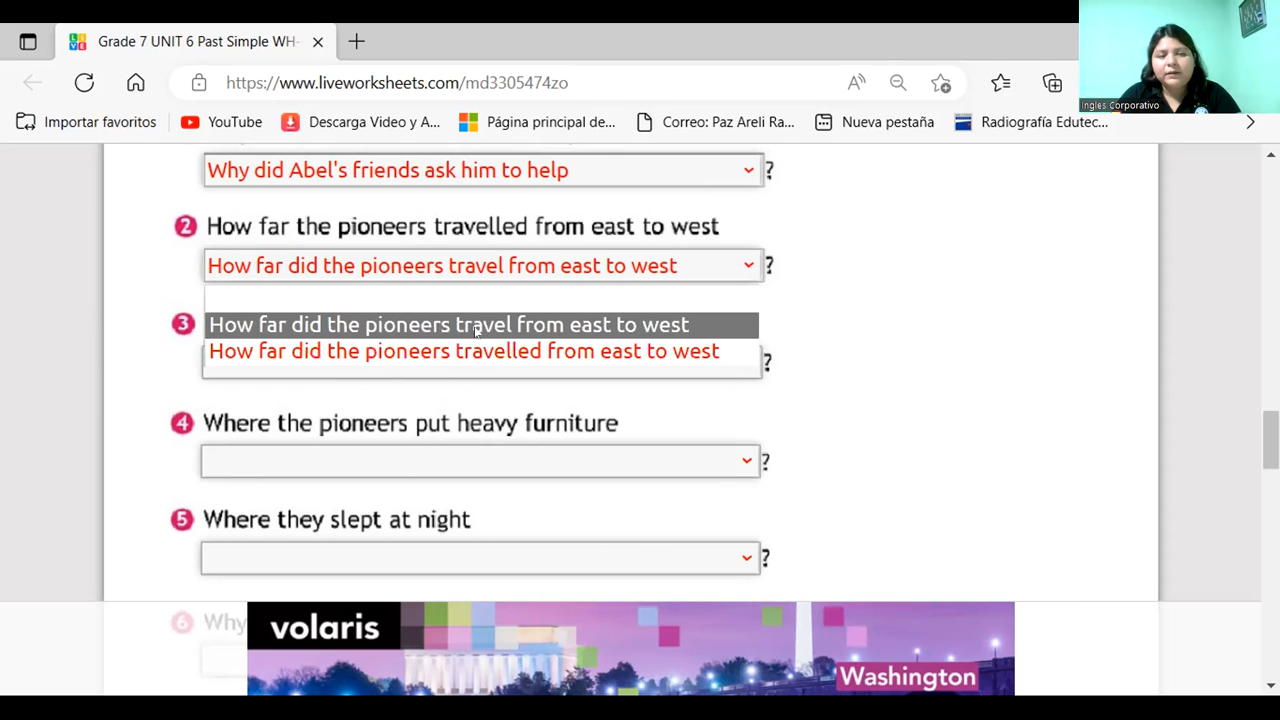 Grade 7 UNIT 6 Past Simple WH-
https://www.liveworksheets.com/md3305474zo
Ingles Corporativo
Importar favoritos
YouTube
Descarga Video y A...
Página principal de...
Correo: Paz Areli Ra...
Nueva pestaña
Radiografía Edutec...
Why did Abel's friends ask him to help ?
2 How far the pioneers travelled from east to west
How far did the pioneers travel from east to west ?
3 How far did the pioneers travel from east to west
How far did the pioneers travelled from east to west
?
4 Where the pioneers put heavy furniture
?
5 Where they slept at night
?
6 Why
volaris
Washington